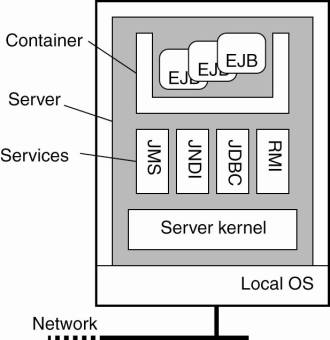 Container
EJB
EJB
EJB
Server
Services
JMS
JNDI
JDBC
RMI
Server kernel
Local OS
Network